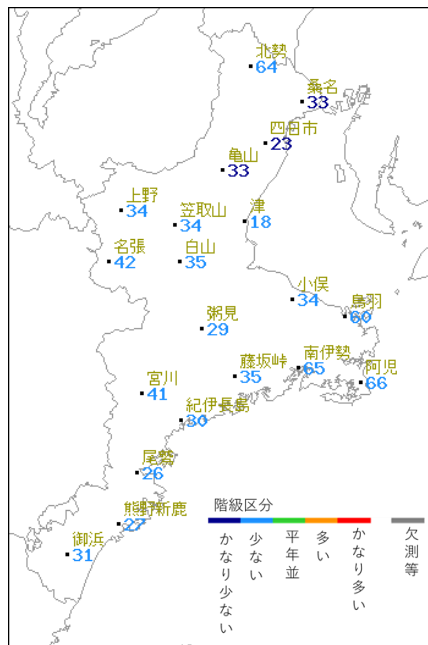 北勢
64
桑名
33
四日市
23
亀山
33
上野
34
笠取山
34
津
18
名張
42
白山
35
小俣
34
鳥羽
60
粥見
29
藤坂峠
35
南伊勢
65
阿児
66
宮川
41
紀伊長島
30
尾鷲
26
熊野新鹿
27
御浜
31
階級区分
かなり少ない
少ない
平年並
多い
かなり多い
欠測等